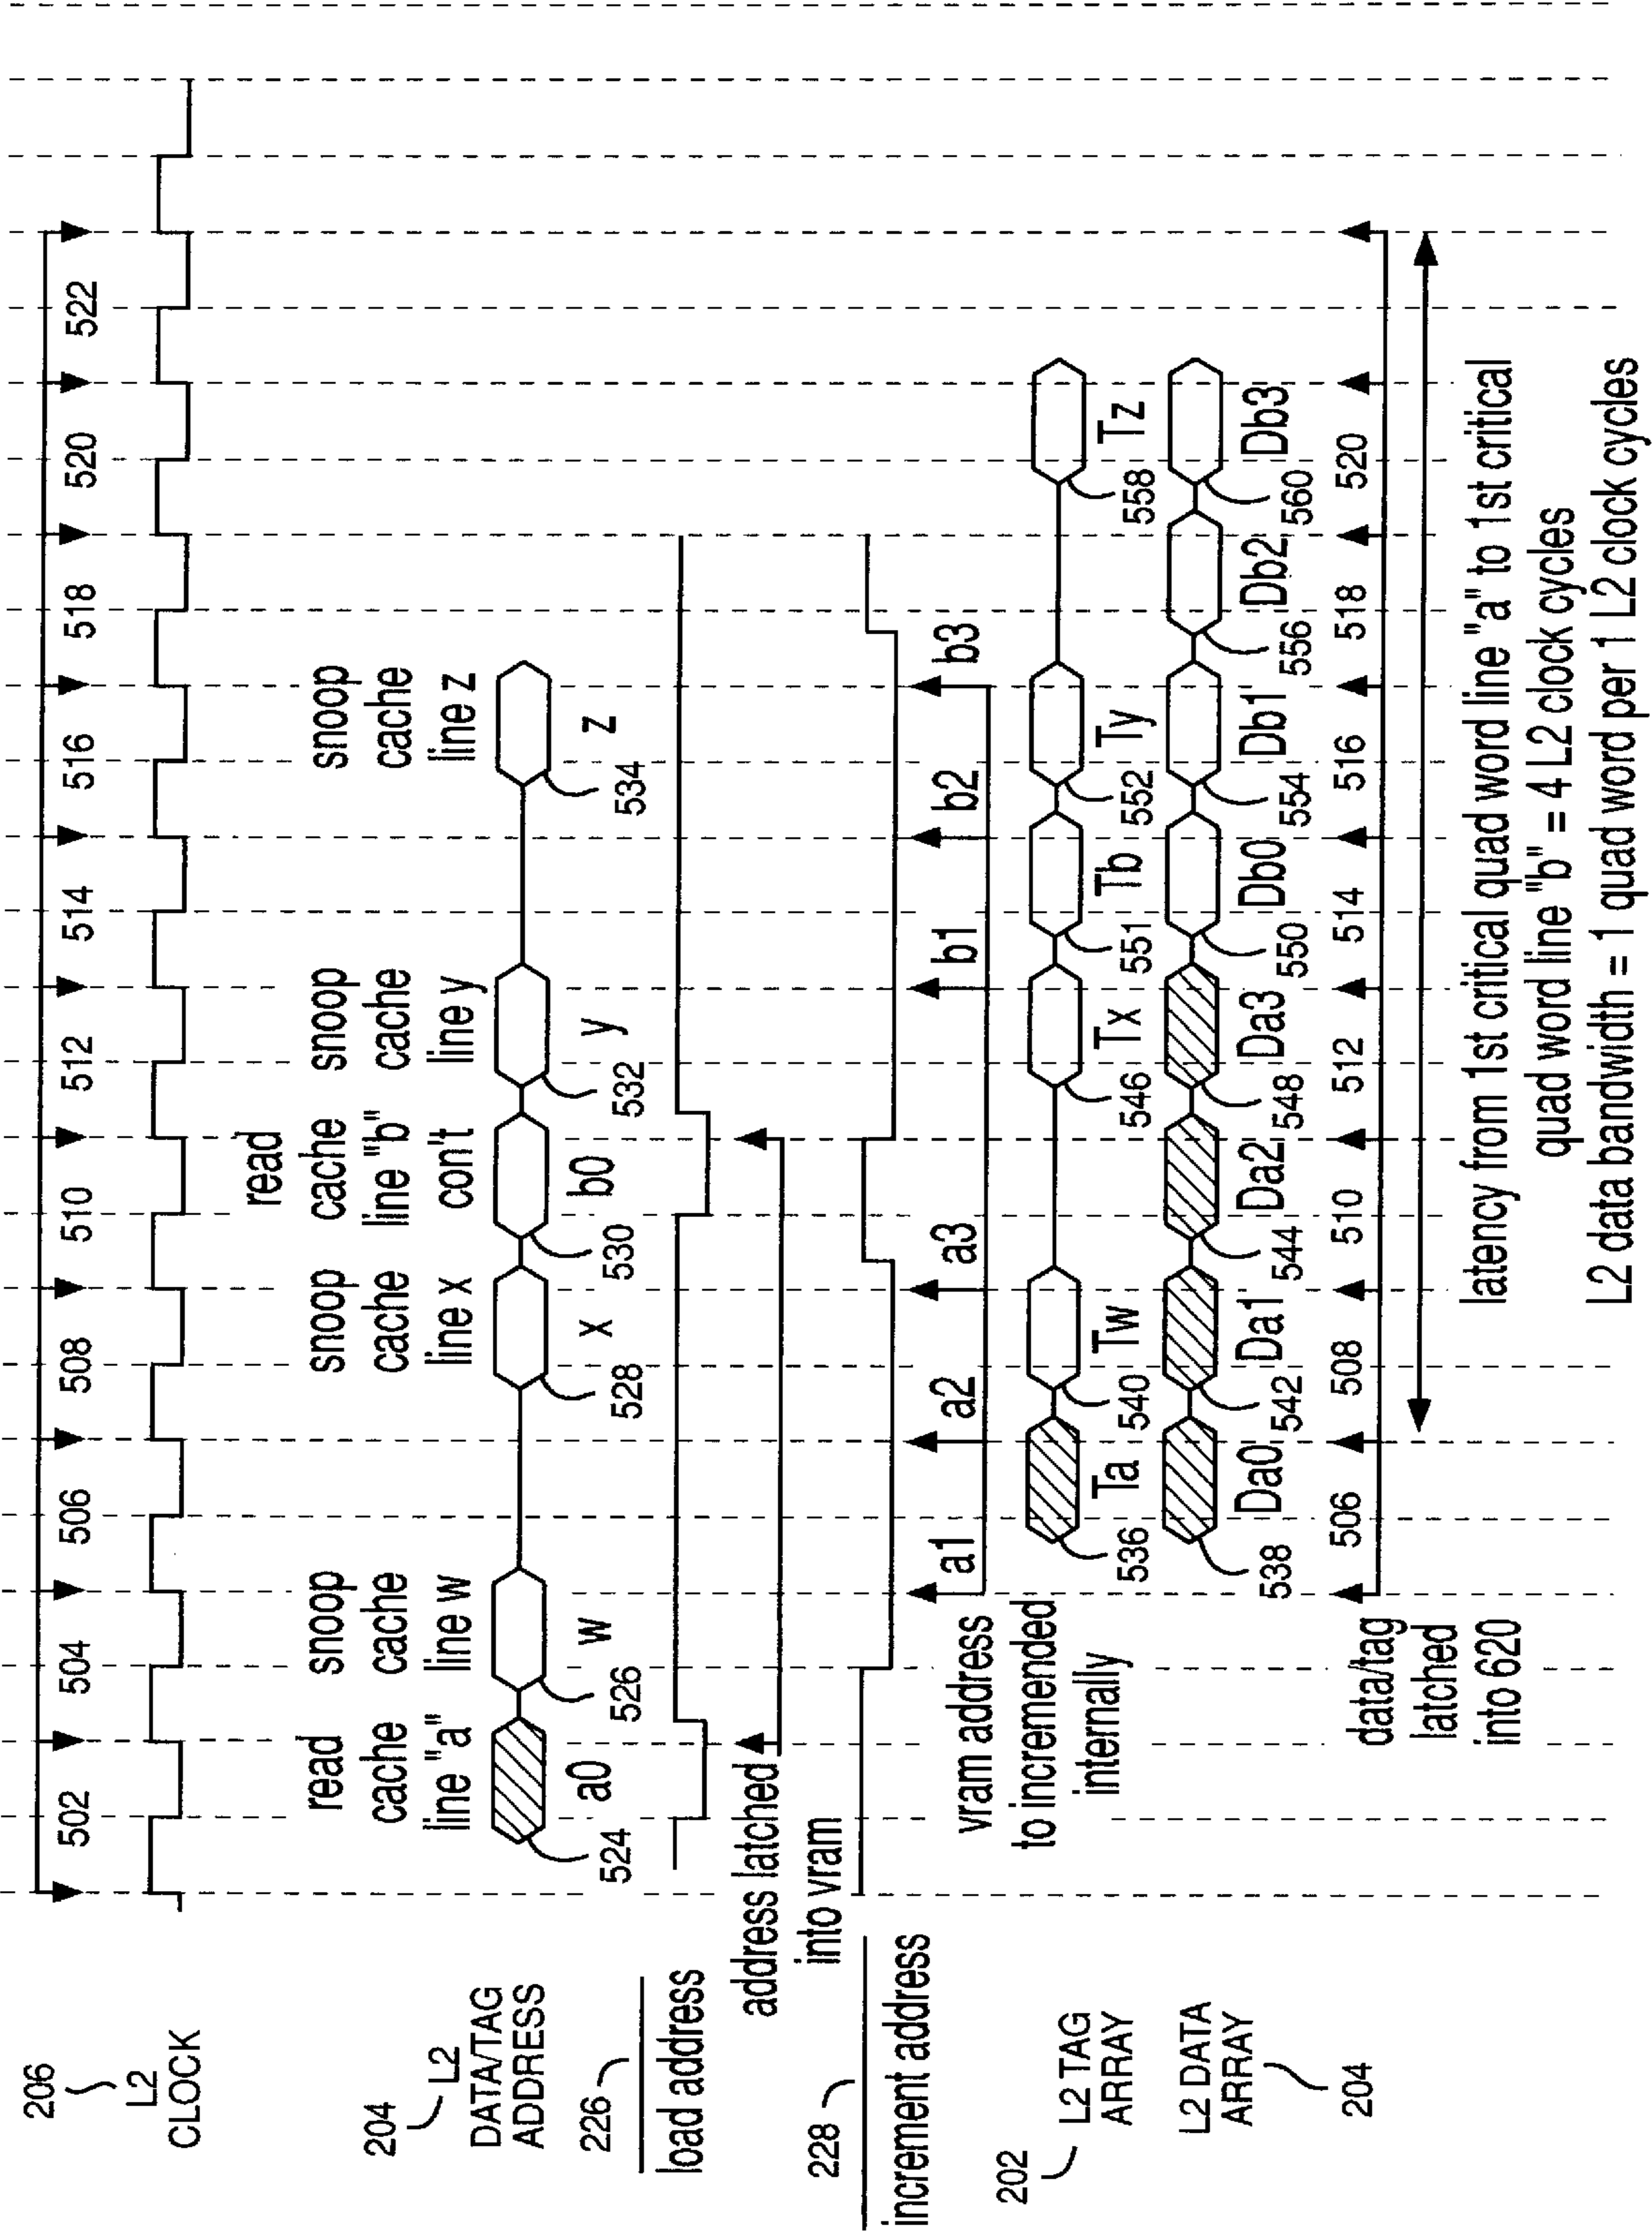 206
L2
CLOCK
502
504
506
508
510
512
514
516
518
520
522
204
L2
DATA/TAG
ADDRESS
read
cache
line "a"
snoop
cache
line w
snoop
cache
line x
read
cache
line "b"
con't
snoop
cache
line y
snoop
cache
line z
a0
w
x
b0
y
z
524
526
528
530
532
534
226
load address
address latched
into vram
228
increment address
vram address
to incremended
internally
a1
a2
a3
b1
b2
b3
202
L2 TAG
ARRAY
Ta
Tw
Tx
Tb
Ty
Tz
536
540
546
551
552
558
L2 DATA
ARRAY
204
Da0
Da1
Da2
Da3
Db0
Db1
Db2
Db3
538
542
544
548
550
554
556
560
data/tag
latched
into 620
506
508
510
512
514
516
518
520
latency from 1st critical quad word line "a" to 1st critical
quad word line "b" = 4 L2 clock cycles
L2 data bandwidth = 1 quad word per 1 L2 clock cycles